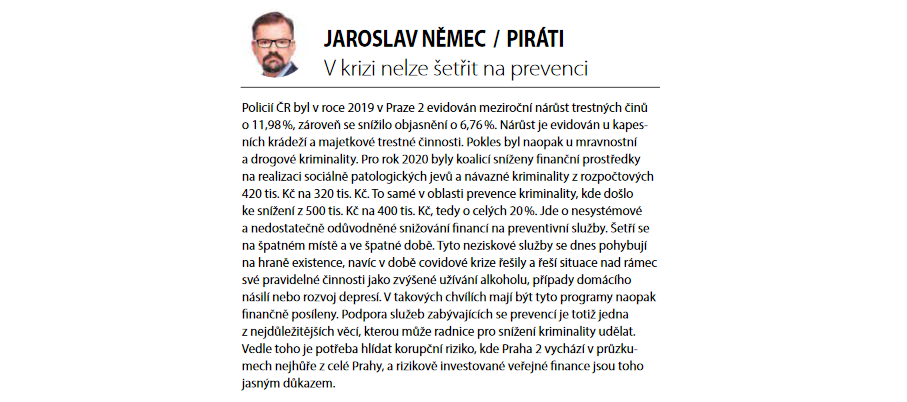 JAROSLAV NĚMEC / PIRÁTI
V krizi nelze šetřit na prevenci
Policií ČR byl v roce 2019 v Praze 2 evidován meziroční nárůst trestných činů
o 11,98 %, zároveň se snížilo objasnění o 6,76 %. Nárůst je evidován u kapes-
ních krádeží a majetkové trestné činnosti. Pokles byl naopak u mravnostní
a drogové kriminality. Pro rok 2020 byly koalicí sníženy finanční prostředky
na realizaci sociálně patologických jevů a návazné kriminality z rozpočtových
420 tis. Kč na 320 tis. Kč. To samé v oblasti prevence kriminality, kde došlo
ke snížení z 500 tis. Kč na 400 tis. Kč, tedy o celých 20 %. Jde o nesystémové
a nedostatečně odůvodněné snižování financí na preventivní služby. Šetří se
na špatném místě a ve špatné době. Tyto neziskové služby se dnes pohybují
na hraně existence, navíc v době covidové krize řešily a řeší situace nad rámec
své pravidelné činnosti jako zvýšené užívání alkoholu, případy domácího
násilí nebo rozvoj depresí. V takových chvílích mají být tyto programy naopak
finančně posíleny. Podpora služeb zabývajících se prevencí je totiž jedna
z nejdůležitějších věcí, kterou může radnice pro snížení kriminality udělat.
Vedle toho je potřeba hlídat korupční riziko, kde Praha 2 vychází v průzku-
mech nejhůře z celé Prahy, a rizikově investované veřejné finance jsou toho
jasným důkazem.